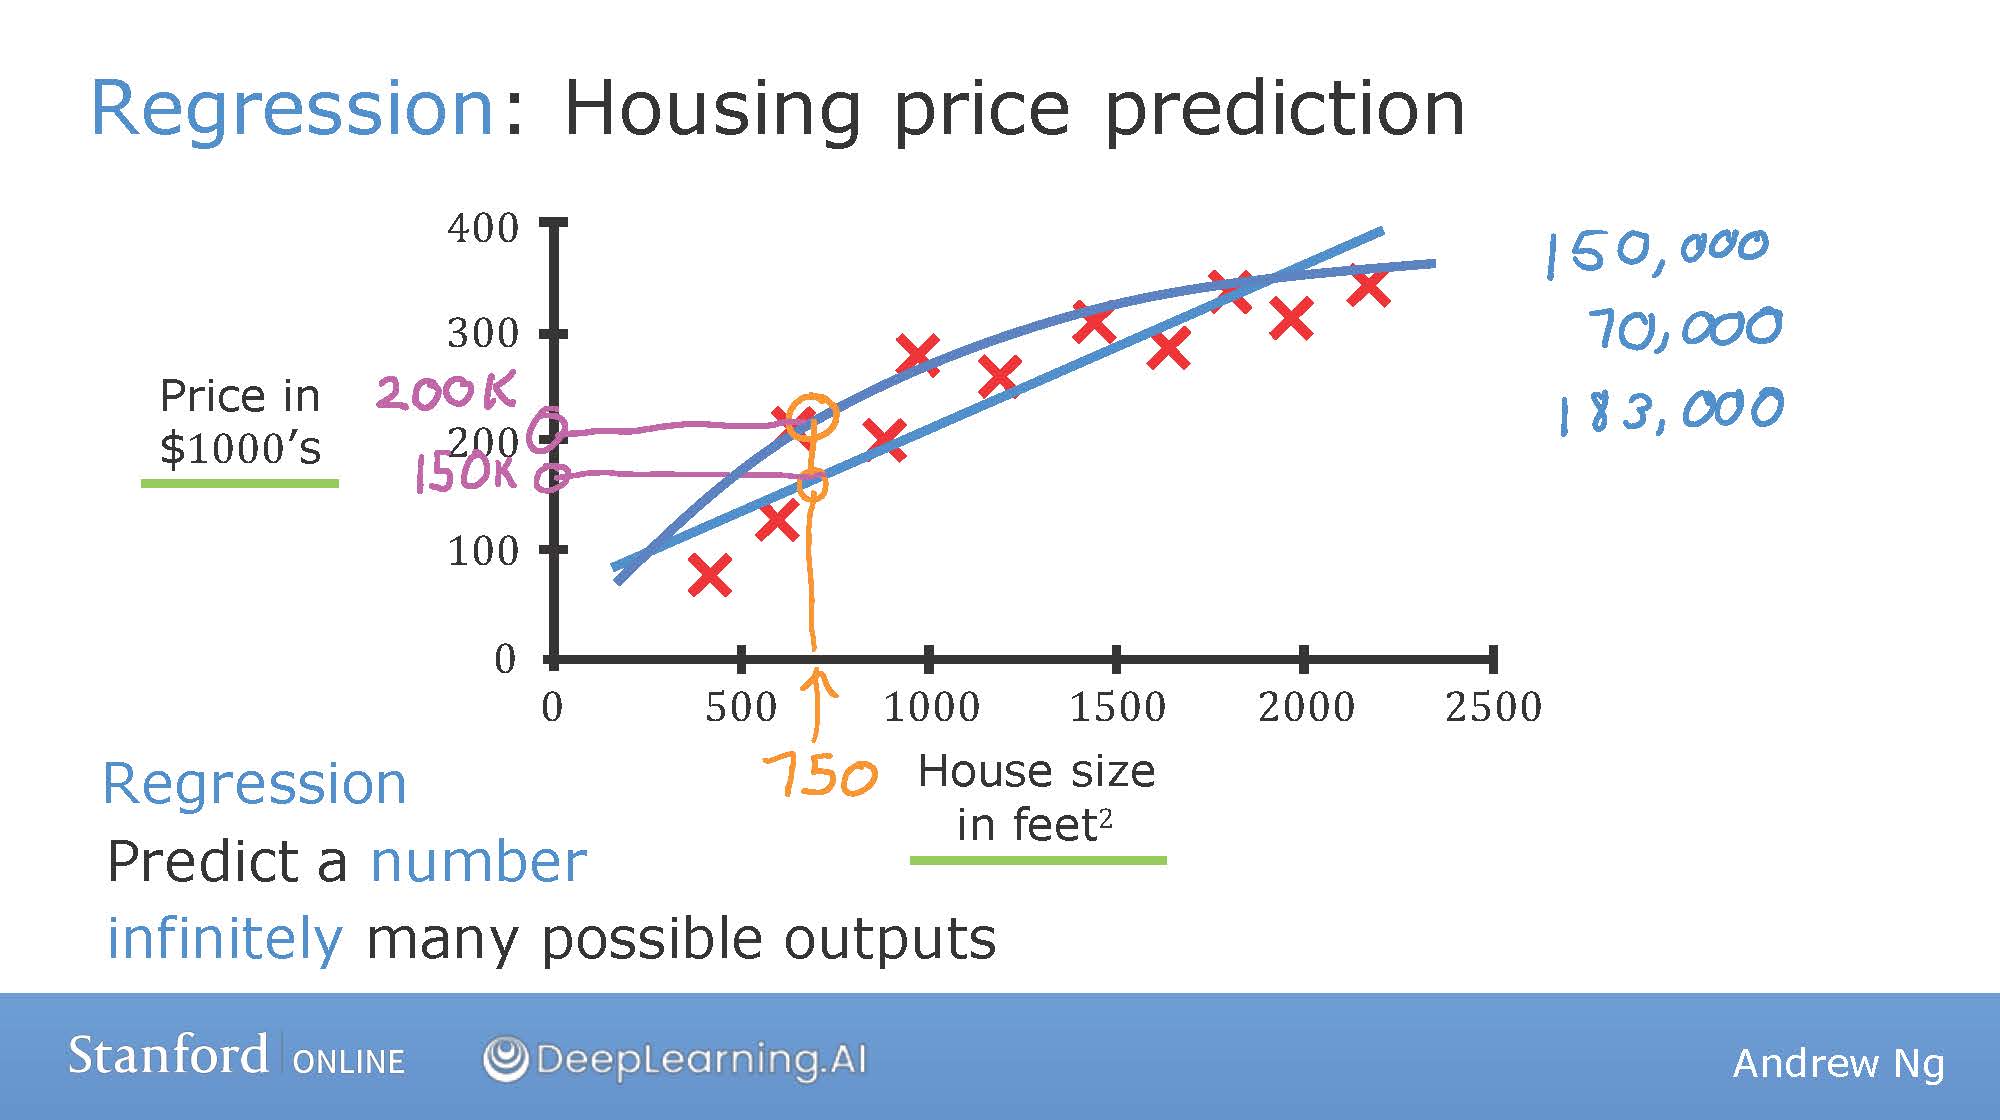 Regression: Housing price prediction
400
300
200
100
0
Price in
$1000’s
200K
150K
150,000
70,000
183,000
0 500 1000 1500 2000 2500
750
House size
in feet²
Regression
Predict a number
infinitely many possible outputs
Stanford ONLINE DeepLearning.AI Andrew Ng